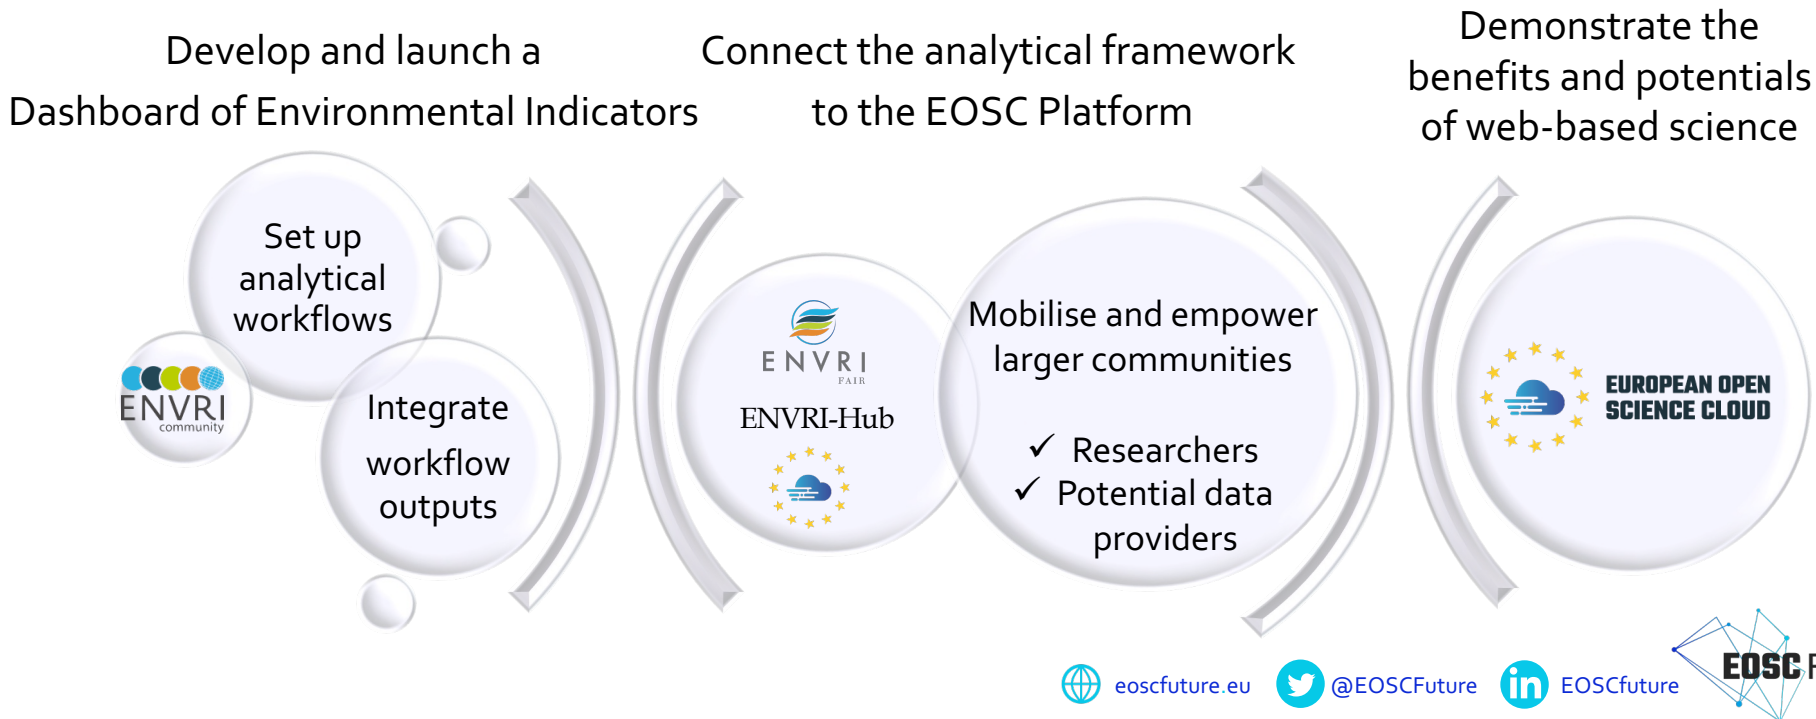 Develop and launch a
Dashboard of Environmental Indicators
Connect the analytical framework
to the EOSC Platform
Demonstrate the
benefits and potentials
of web-based science
Set up
analytical
workflows
ENVRI
community
Integrate
workflow
outputs
ENVRI
FAIR
ENVRI-Hub
Mobilise and empower
larger communities
✓ Researchers
✓ Potential data
providers
EUROPEAN OPEN
SCIENCE CLOUD
eoscfuture.eu
@EOSCFuture
in
EOSCfuture
EOSC F